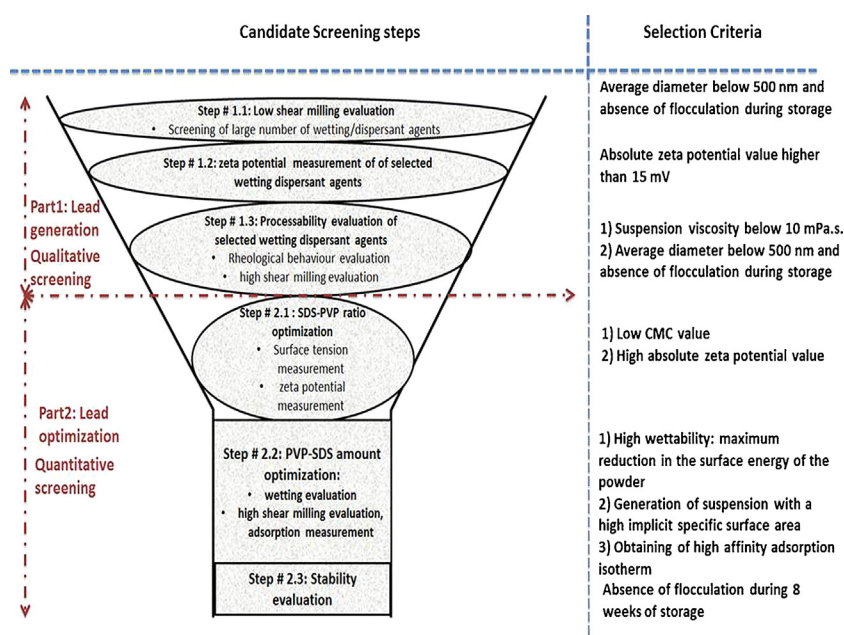 Candidate Screening steps
Selection Criteria
Step # 1.1: Low shear milling evaluation
• Screening of large number of wetting/dispersant agents
Average diameter below 500 nm and
absence of flocculation during storage
Step # 1.2: zeta potential measurement of of selected
wetting dispersant agents
Absolute zeta potential value higher
than 15 mV
Part1: Lead
generation
Qualitative
screening
Step # 1.3: Processability evaluation of
selected wetting dispersant agents
• Rheological behaviour evaluation
• high shear milling evaluation
1) Suspension viscosity below 10 mPa.s.
2) Average diameter below 500 nm and
absence of flocculation during storage
Step # 2.1 : SDS-PVP ratio
optimization
• Surface tension
measurement
• zeta potential
measurement
1) Low CMC value
2) High absolute zeta potential value
Part2: Lead
optimization
Quantitative
screening
Step # 2.2: PVP-SDS amount
optimization:
• wetting evaluation
• high shear milling evaluation,
adsorption measurement
1) High wettability: maximum
reduction in the surface energy of the
powder
2) Generation of suspension with a
high implicit specific surface area
3) Obtaining of high affinity adsorption
isotherm
Step # 2.3: Stability
evaluation
Absence of flocculation during 8
weeks of storage